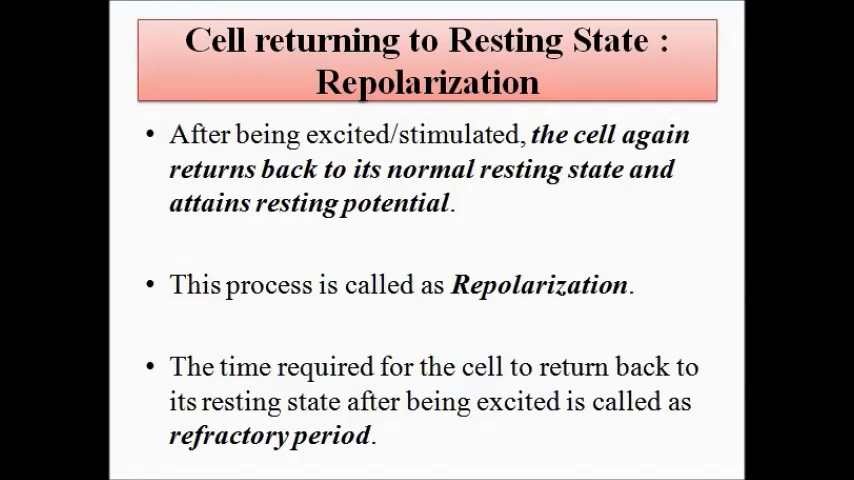 Cell returning to Resting State :
Repolarization
• After being excited/stimulated, the cell again
returns back to its normal resting state and
attains resting potential.
• This process is called as Repolarization.
• The time required for the cell to return back to
its resting state after being excited is called as
refractory period.